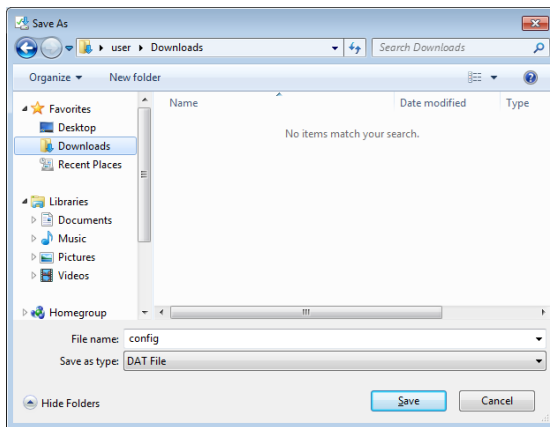 Save As
user Downloads Search Downloads
Organize New folder
Favorites
Desktop
Downloads
Recent Places
Libraries
Documents
Music
Pictures
Videos
Homegroup
Name Date modified Type
No items match your search.
File name: config
Save as type: DAT File
Hide Folders Save Cancel